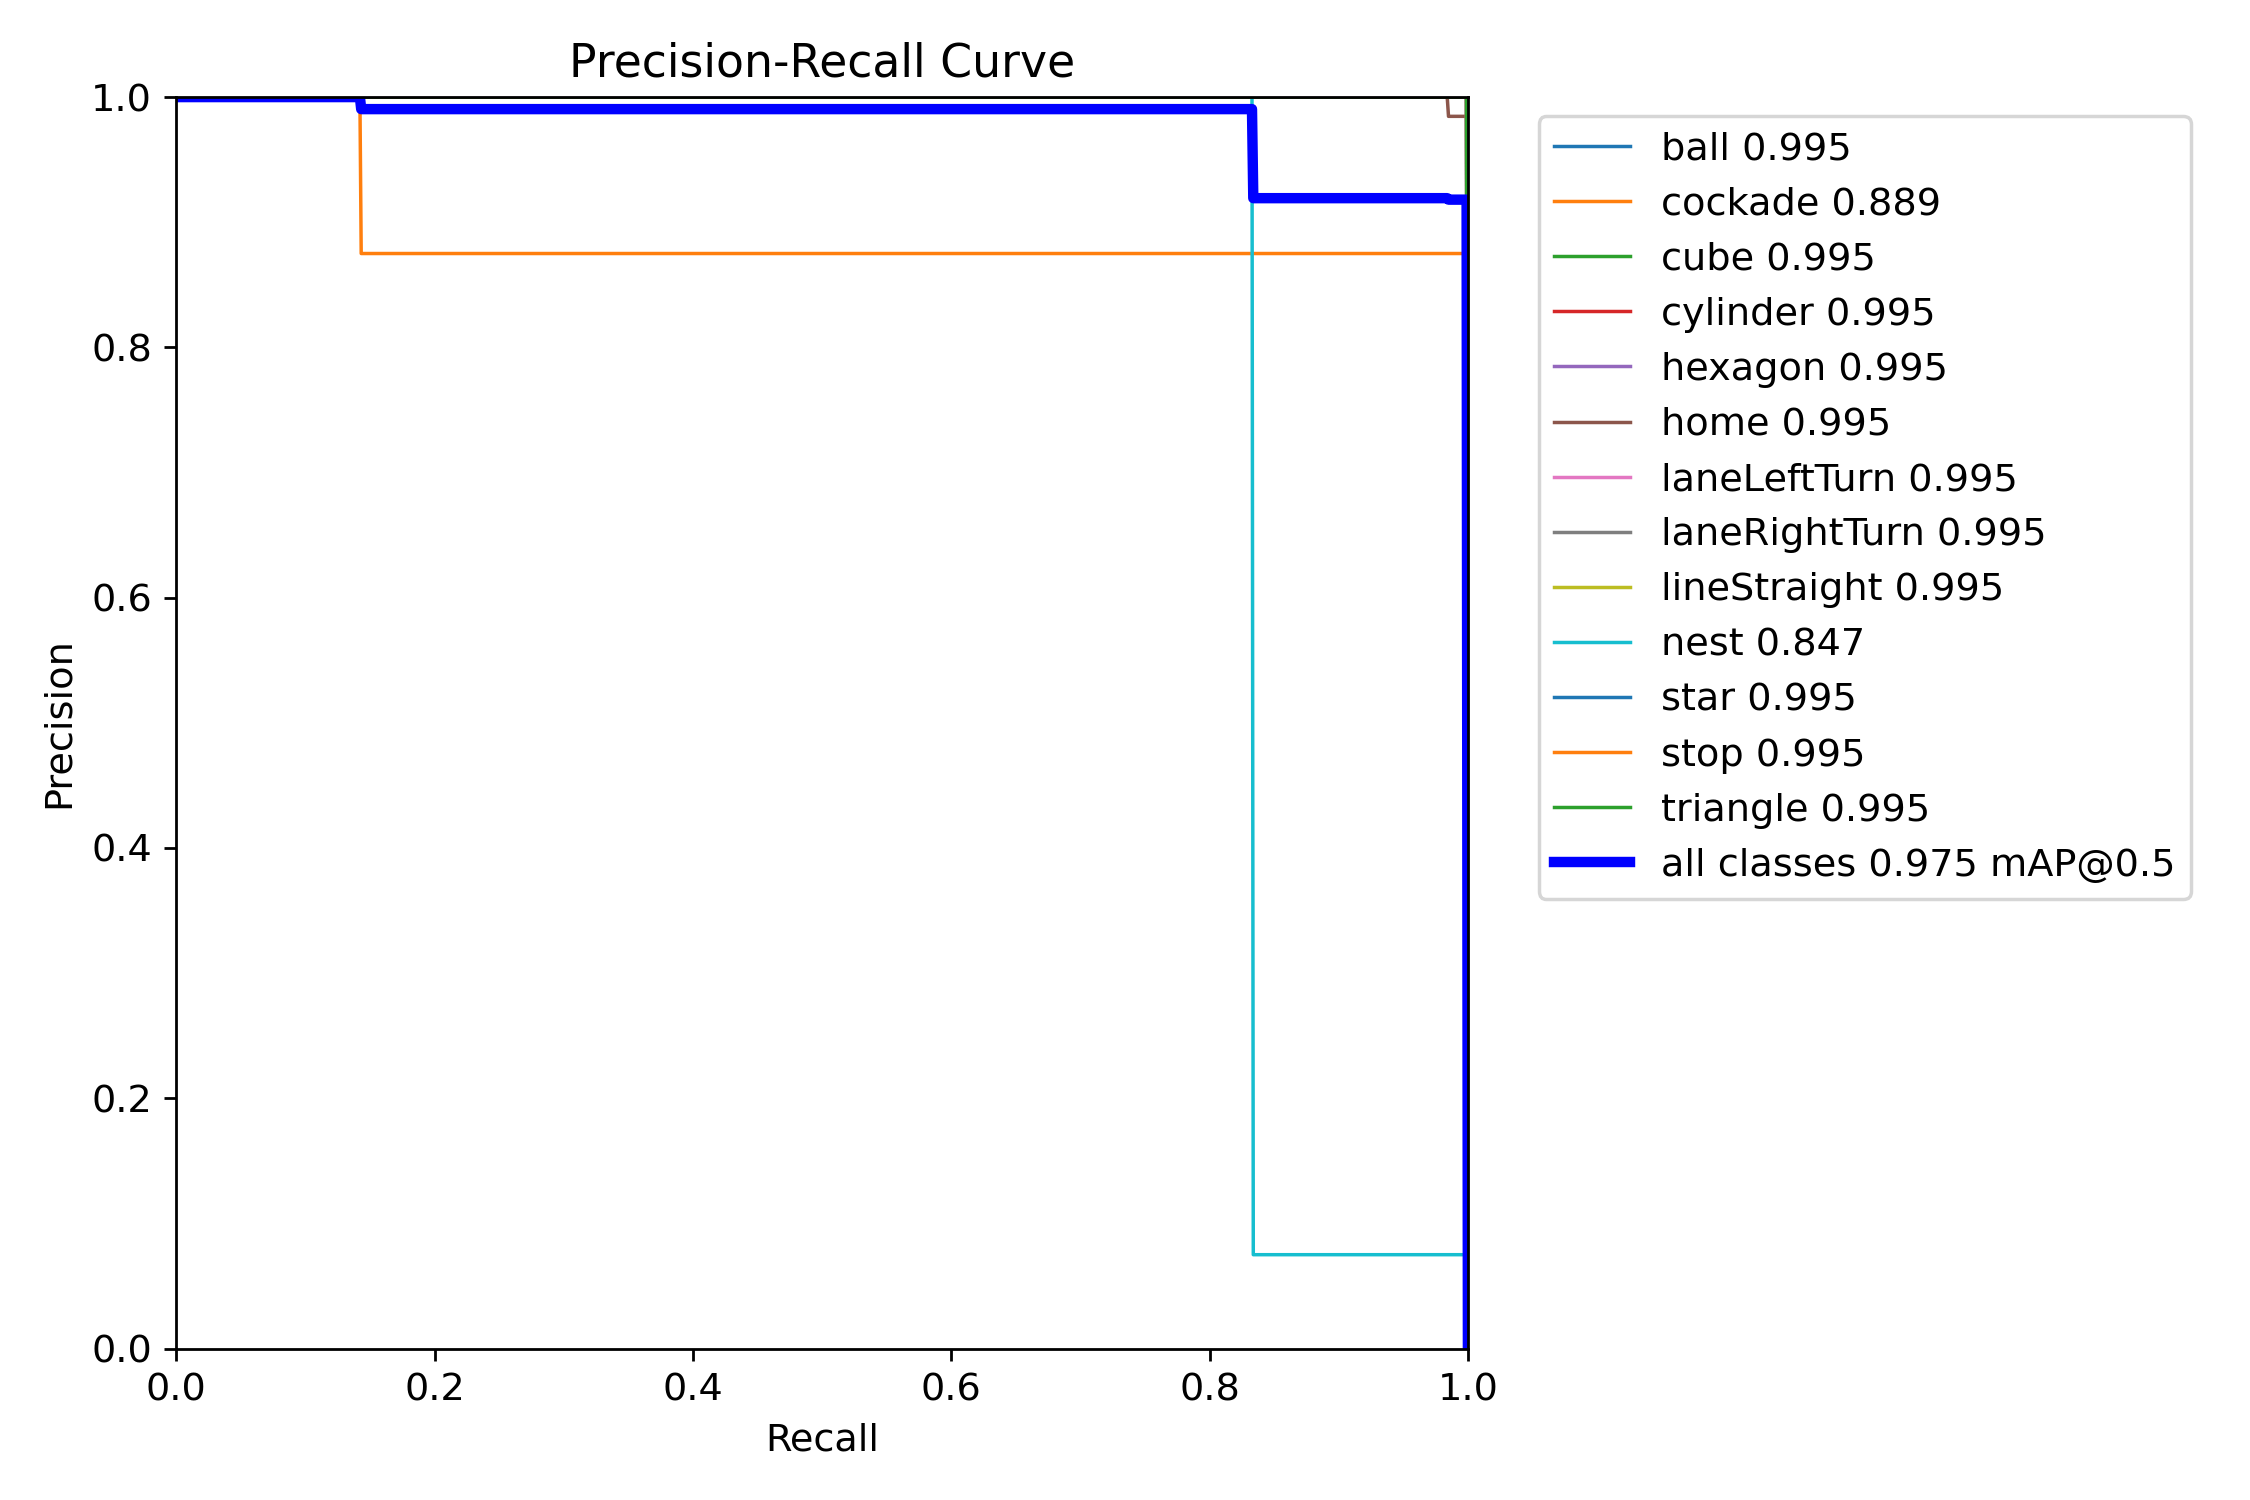 Precision-Recall Curve
1.0
0.8
0.6
0.4
0.2
0.0
Precision
0.0 0.2 0.4 0.6 0.8 1.0
Recall
ball 0.995
cockade 0.889
cube 0.995
cylinder 0.995
hexagon 0.995
home 0.995
laneLeftTurn 0.995
laneRightTurn 0.995
lineStraight 0.995
nest 0.847
star 0.995
stop 0.995
triangle 0.995
all classes 0.975 mAP@0.5